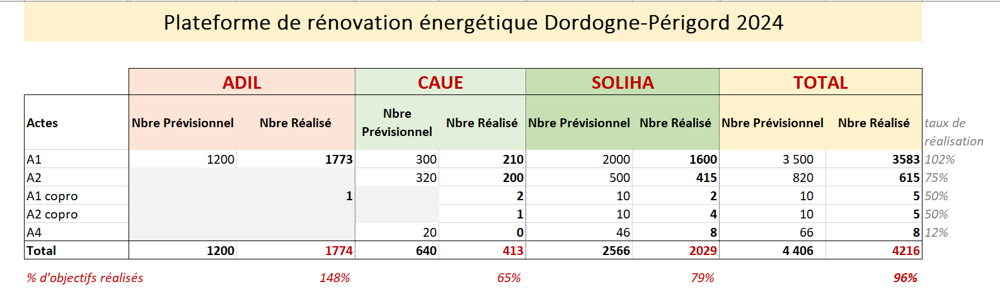 Plateforme de rénovation énergétique Dordogne-Périgord 2024
ADIL CAUE SOLIHA TOTAL
Actes Nbre Prévisionnel Nbre Réalisé Nbre Prévisionnel Nbre Réalisé Nbre Prévisionnel Nbre Réalisé Nbre Prévisionnel Nbre Réalisé taux de réalisation
A1 1200 1773 300 210 2000 1600 3 500 3583 102%
A2 320 200 500 415 820 615 75%
A1 copro 1 2 10 2 10 5 50%
A2 copro 1 10 4 10 5 50%
A4 20 0 46 8 66 8 12%
Total 1200 1774 640 413 2566 2029 4 406 4216
% d'objectifs réalisés 148% 65% 79% 96%